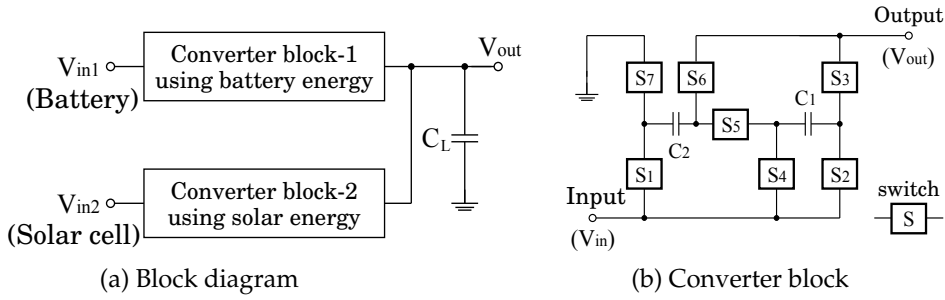 Vin1
(Battery)
Converter block-1
using battery energy
Vout
CL
Vin2
(Solar cell)
Converter block-2
using solar energy
(a) Block diagram
Output
(Vout)
S7
S6
S3
C1
C2
S5
S1
S4
S2
Input
(Vin)
switch
S
(b) Converter block